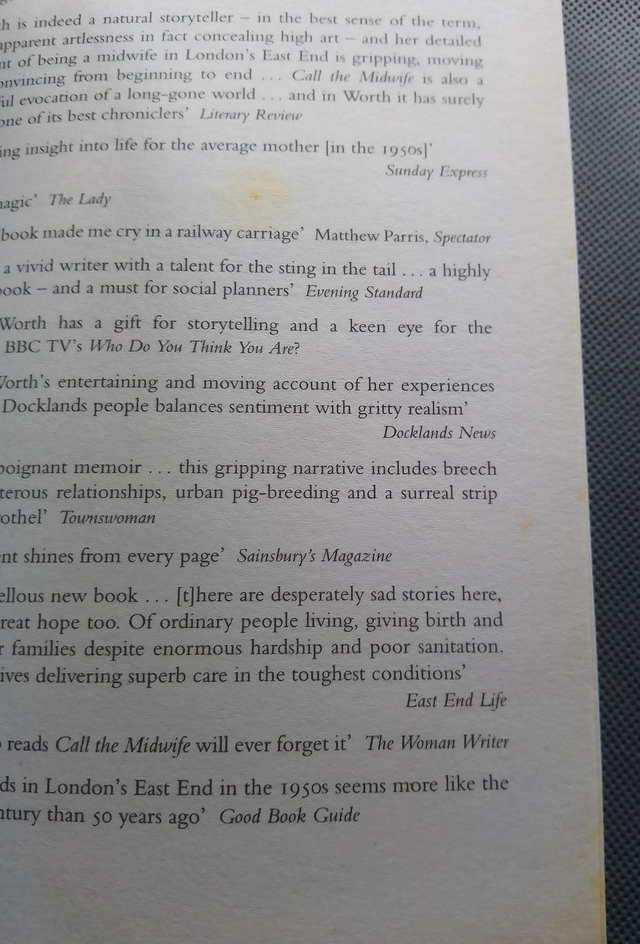 h is indeed a natural storyteller – in the best sense of the term,
apparent artlessness in fact concealing high art – and her detailed
nt of being a midwife in London's East End is gripping, moving
onvincing from beginning to end … Call the Midwife is also a
ful evocation of a long-gone world … and in Worth it has surely
one of its best chroniclers' Literary Review
ing insight into life for the average mother [in the 1950s]'
Sunday Express
magic' The Lady
book made me cry in a railway carriage' Matthew Parris, Spectator
a vivid writer with a talent for the sting in the tail … a highly
ook – and a must for social planners' Evening Standard
Worth has a gift for storytelling and a keen eye for the
BBC TV's Who Do You Think You Are?
Worth's entertaining and moving account of her experiences
Docklands people balances sentiment with gritty realism'
Docklands News
poignant memoir … this gripping narrative includes breech
terous relationships, urban pig-breeding and a surreal strip
rothel' Townswoman
nt shines from every page' Sainsbury's Magazine
ellous new book … [t]here are desperately sad stories here,
reat hope too. Of ordinary people living, giving birth and
r families despite enormous hardship and poor sanitation.
ives delivering superb care in the toughest conditions'
East End Life
o reads Call the Midwife will ever forget it' The Woman Writer
ds in London's East End in the 1950s seems more like the
ntury than 50 years ago' Good Book Guide